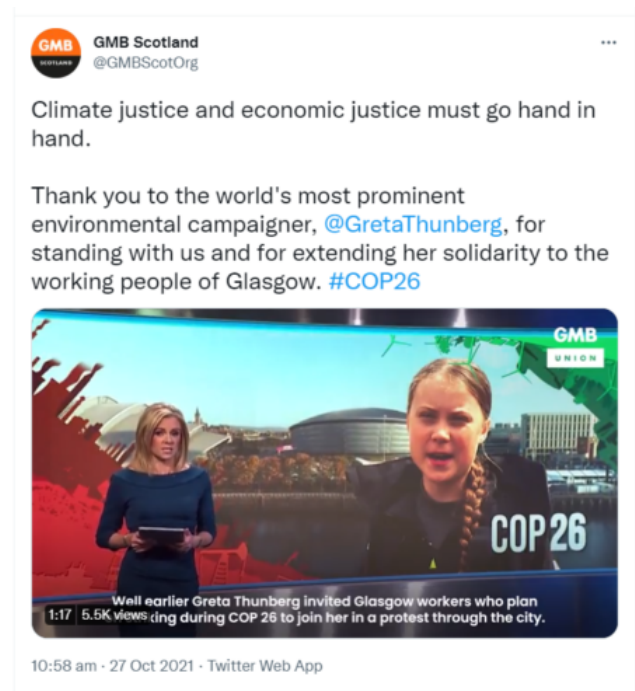 GMB
SCOTLAND
GMB Scotland
@GMBScotOrg
Climate justice and economic justice must go hand in
hand.
Thank you to the world's most prominent
environmental campaigner, @GretaThunberg, for
standing with us and for extending her solidarity to the
working people of Glasgow. #COP26
GMB
UNION
COP26
Well earlier Greta Thunberg invited Glasgow workers who plan
king during COP 26 to join her in a protest through the city.
1:17 5.5K views
10:58 am · 27 Oct 2021 · Twitter Web App